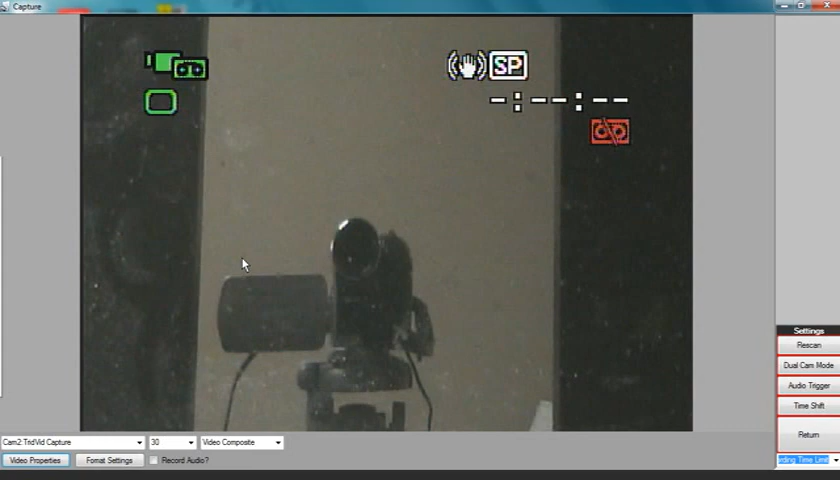 Capture
SP
- : - - : - -
Settings
Rescan
Dual Cam Mode
Audio Trigger
Time Shift
Return
rding Time Limit
Cam2: TridVid Capture
30
Video Composite
Video Properties
Fomat Settings
Record Audio?